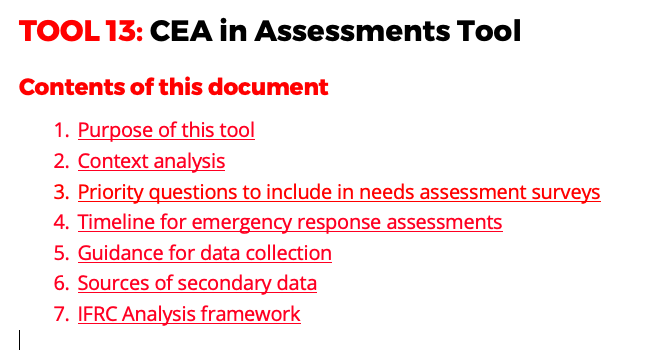 TOOL 13: CEA in Assessments Tool
Contents of this document
1. Purpose of this tool
2. Context analysis
3. Priority questions to include in needs assessment surveys
4. Timeline for emergency response assessments
5. Guidance for data collection
6. Sources of secondary data
7. IFRC Analysis framework